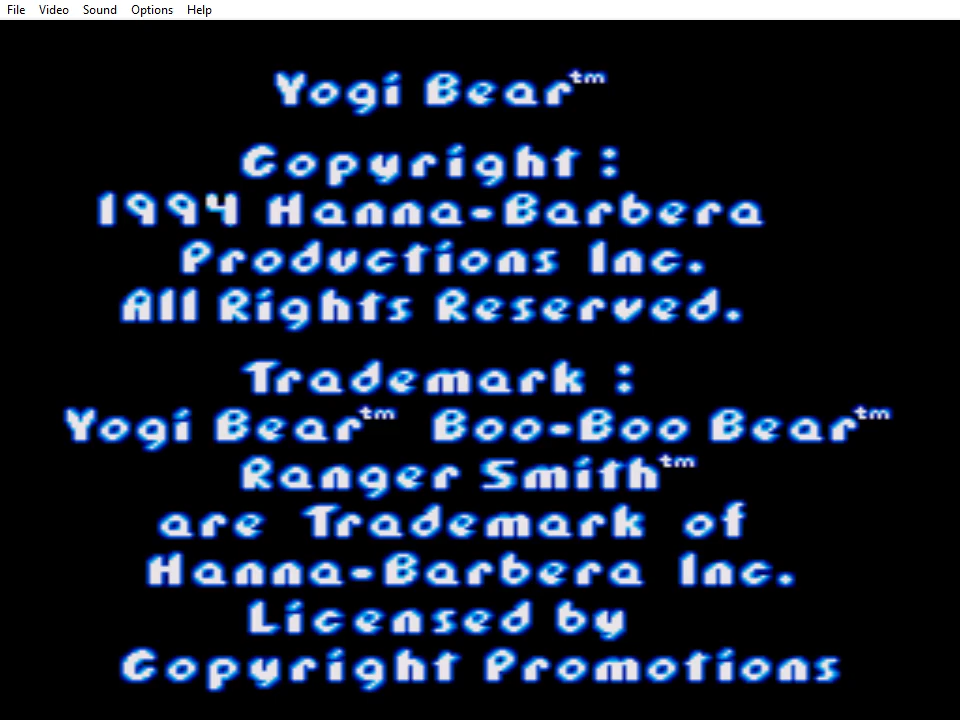 File Video Sound Options Help
Yogi Bear™
Copyright :
1994 Hanna-Barbera
Productions Inc.
All Rights Reserved.
Trademark :
Yogi Bear™ Boo-Boo Bear™
Ranger Smith™
are Trademark of
Hanna-Barbera Inc.
Licensed by
Copyright Promotions